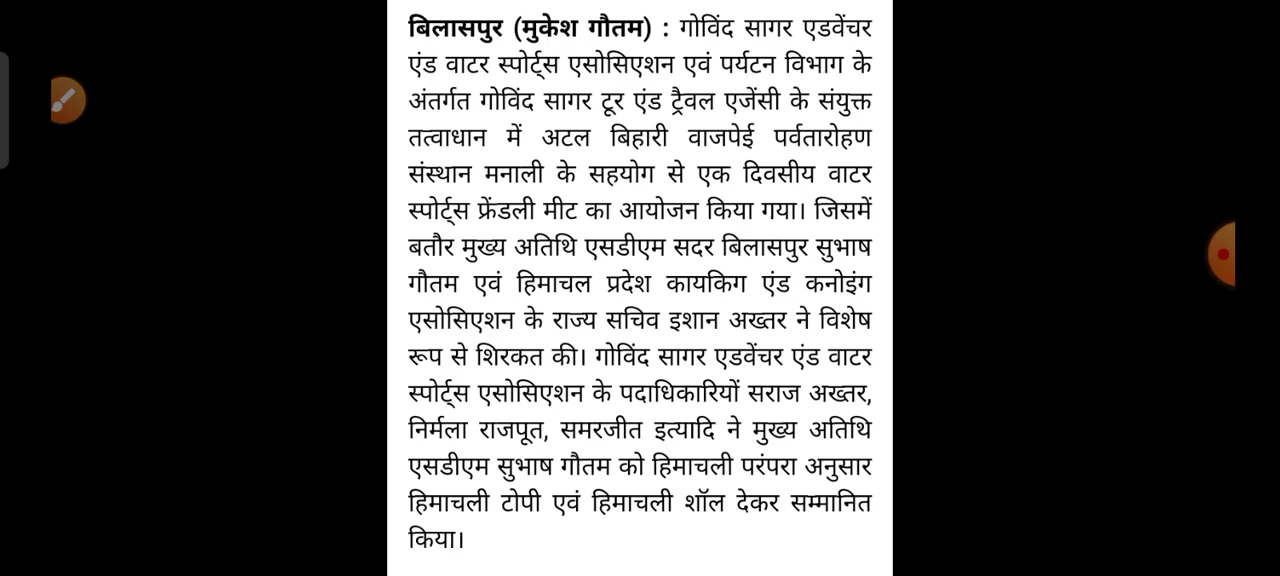 बिलासपुर (मुकेश गौतम) : गोविंद सागर एडवेंचर
एंड वाटर स्पोर्ट्स एसोसिएशन एवं पर्यटन विभाग के
अंतर्गत गोविंद सागर टूर एंड ट्रैवल एजेंसी के संयुक्त
तत्वाधान में अटल बिहारी वाजपेई पर्वतारोहण
संस्थान मनाली के सहयोग से एक दिवसीय वाटर
स्पोर्ट्स फ्रेंडली मीट का आयोजन किया गया। जिसमें
बतौर मुख्य अतिथि एसडीएम सदर बिलासपुर सुभाष
गौतम एवं हिमाचल प्रदेश कायकिग एंड कनोइंग
एसोसिएशन के राज्य सचिव इशान अख्तर ने विशेष
रूप से शिरकत की। गोविंद सागर एडवेंचर एंड वाटर
स्पोर्ट्स एसोसिएशन के पदाधिकारियों सराज अख्तर,
निर्मला राजपूत, समरजीत इत्यादि ने मुख्य अतिथि
एसडीएम सुभाष गौतम को हिमाचली परंपरा अनुसार
हिमाचली टोपी एवं हिमाचली शॉल देकर सम्मानित
किया।